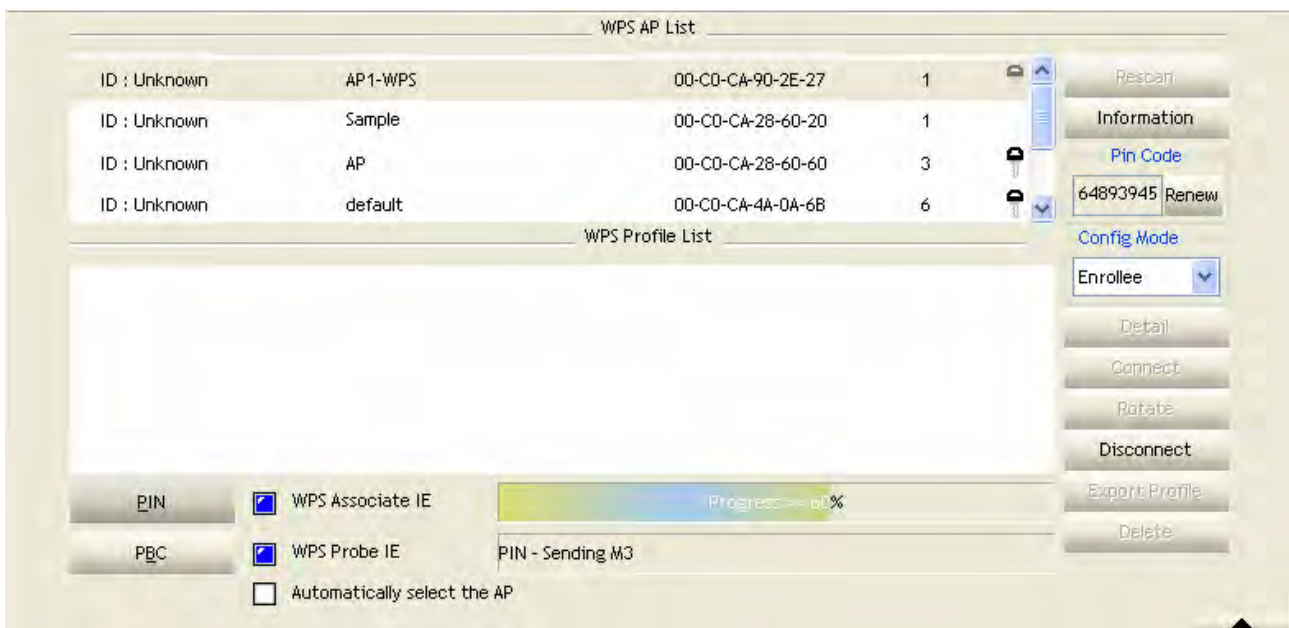 WPS AP List
ID : Unknown AP1-WPS 00-C0-CA-90-2E-27 1
Rescan
ID : Unknown Sample 00-C0-CA-28-60-20 1
Information
ID : Unknown AP 00-C0-CA-28-60-60 3
Pin Code
ID : Unknown default 00-C0-CA-4A-0A-6B 6
64893945 Renew
WPS Profile List
Config Mode
Enrollee
Detail
Connect
Rotate
Disconnect
PIN WPS Associate IE Progress >> 60%
Export Profile
Delete
PBC WPS Probe IE PIN - Sending M3
Automatically select the AP